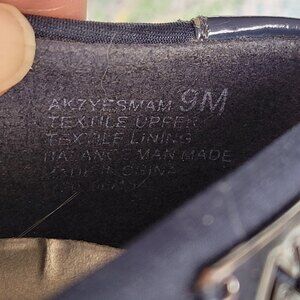 AKZYESMAM 9M
TEXTILE UPPER
TEXTILE LINING
BALANCE MAN MADE
MADE IN CHINA